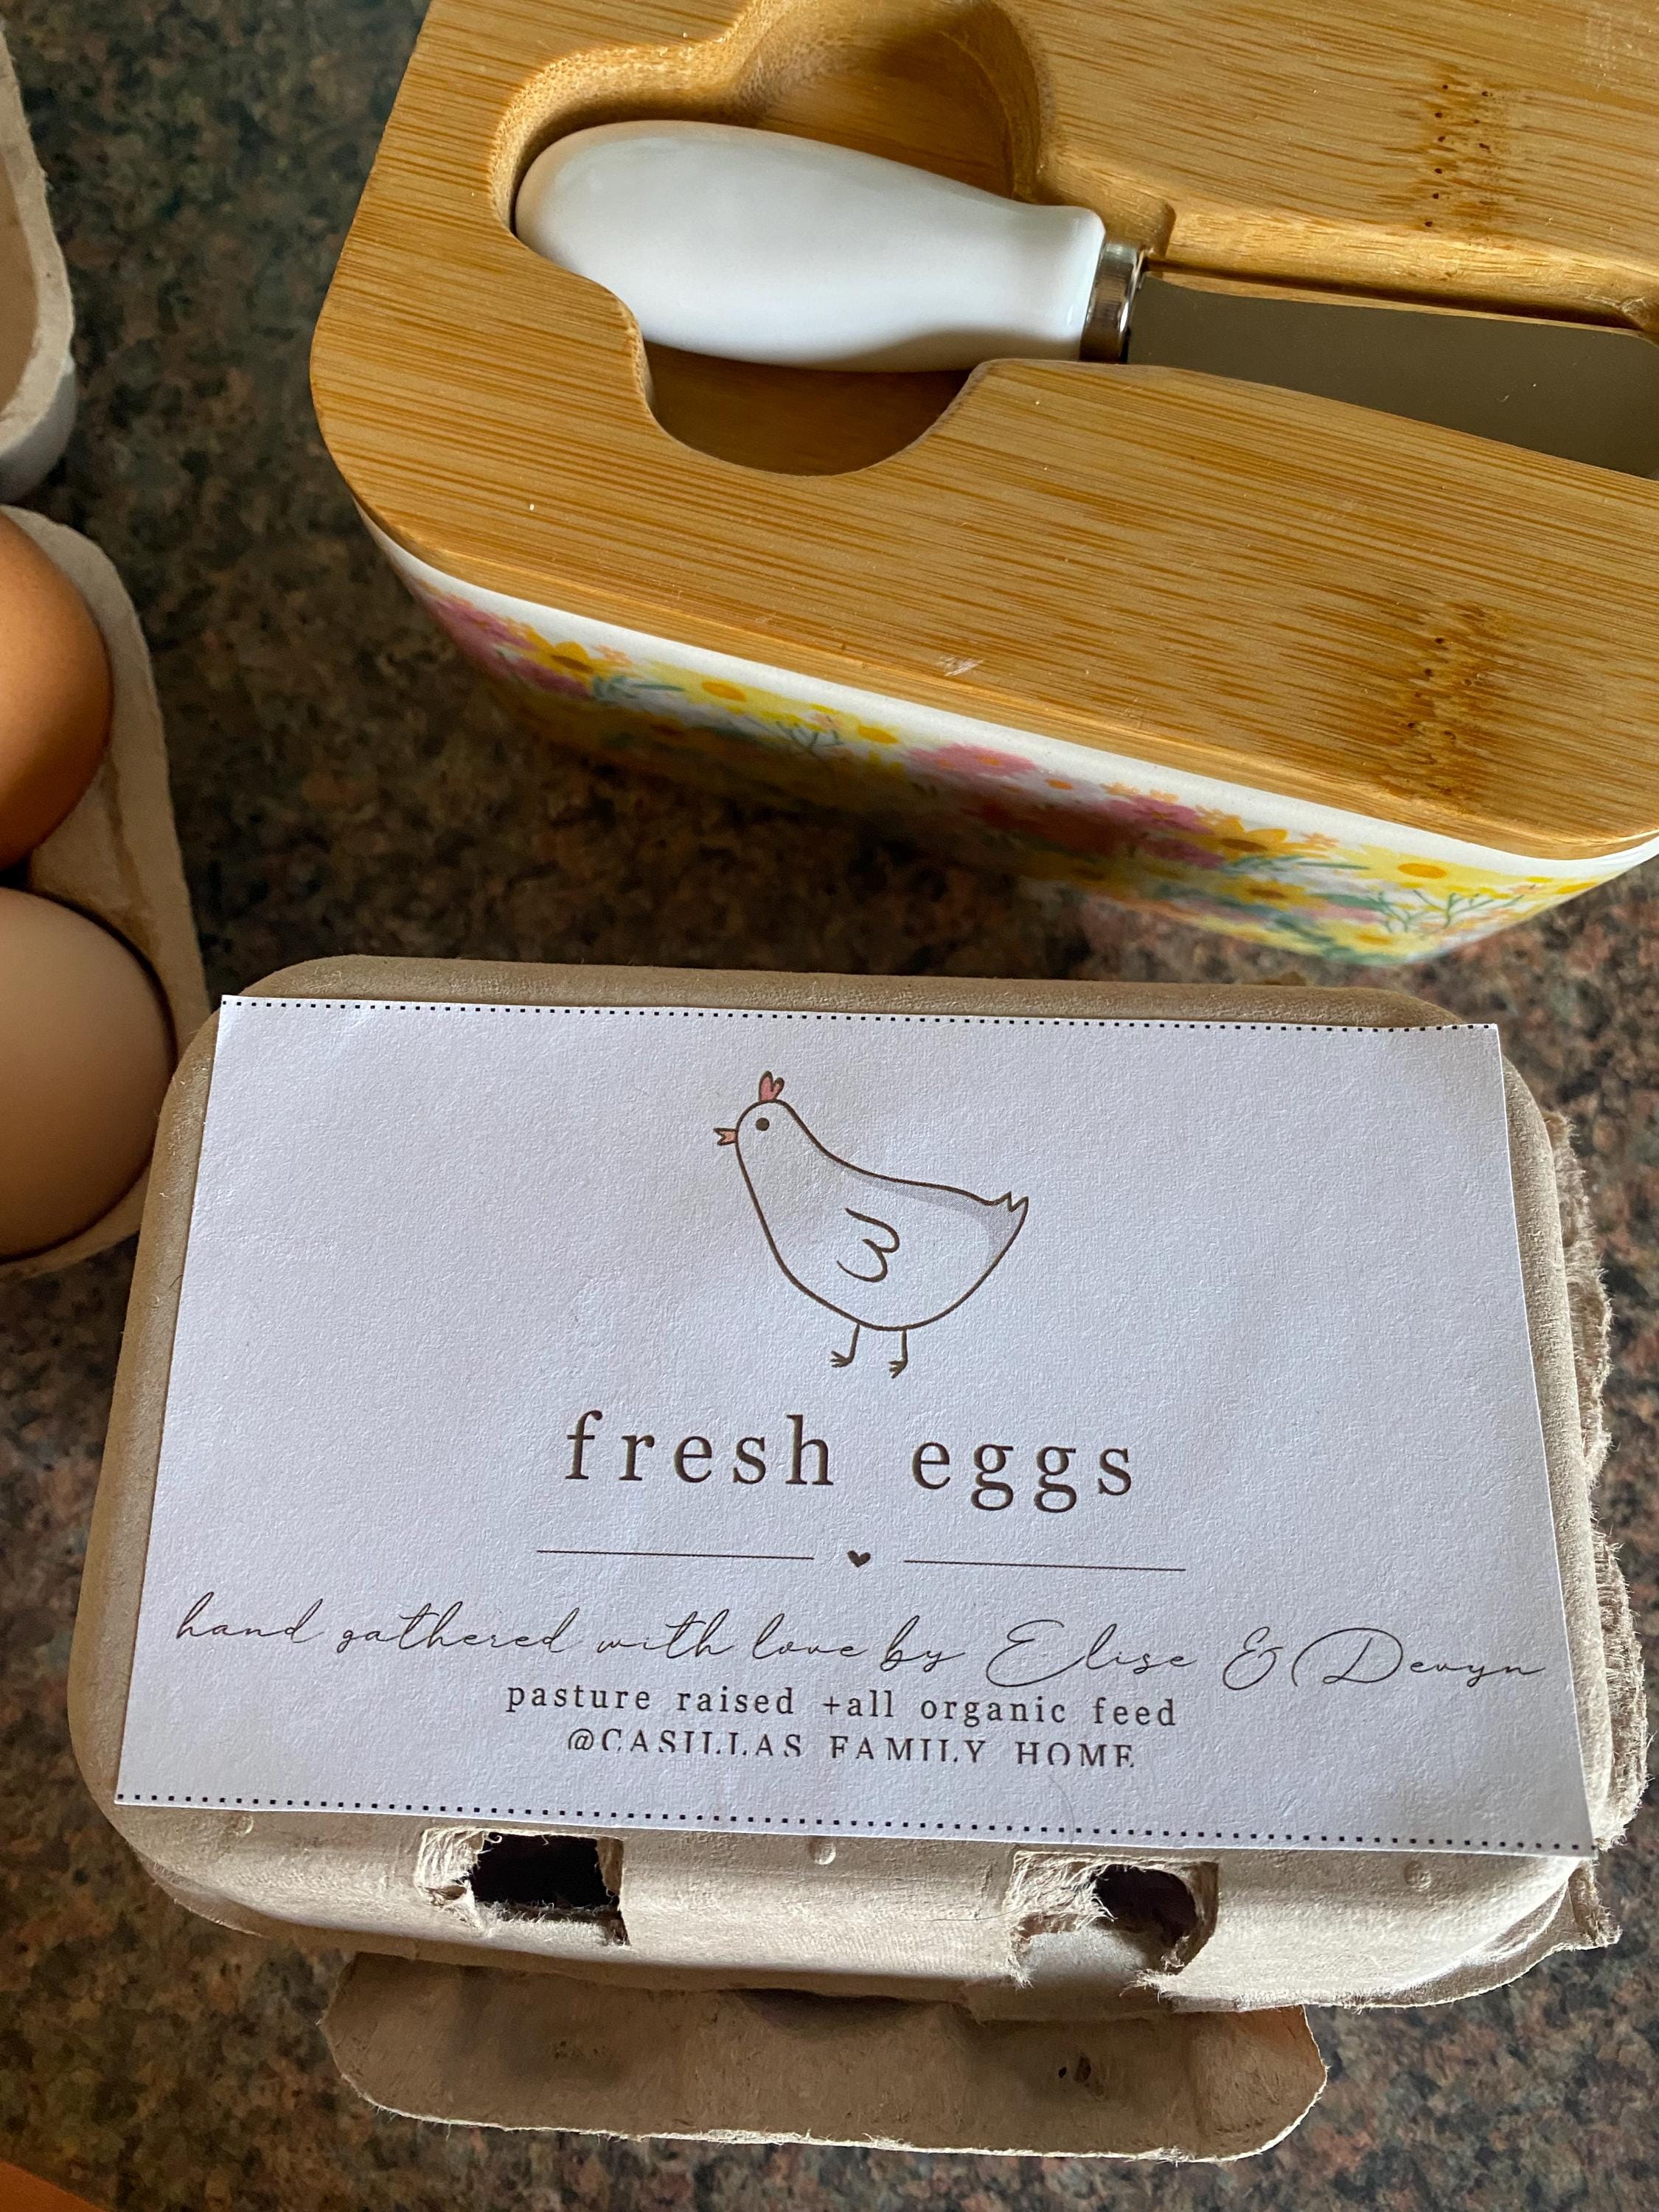 fresh eggs
hand gathered with love by Elise & Devyn
pasture raised +all organic feed
@CASILLAS FAMILY HOME